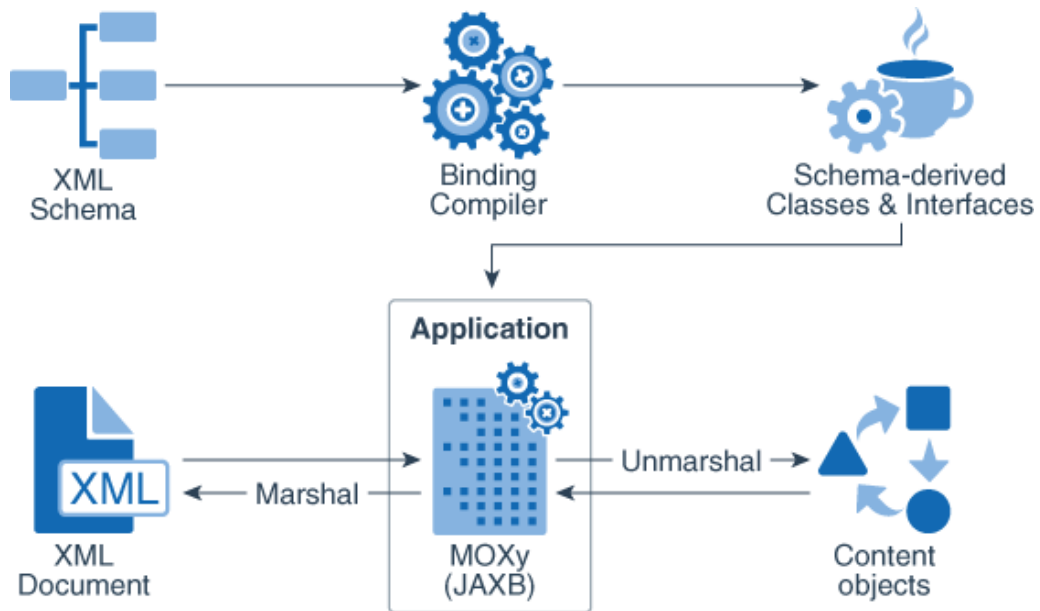 XML
Schema
Binding
Compiler
Schema-derived
Classes & Interfaces
Application
Unmarshal
XML
Marshal
XML
Document
MOXy
(JAXB)
Content
objects